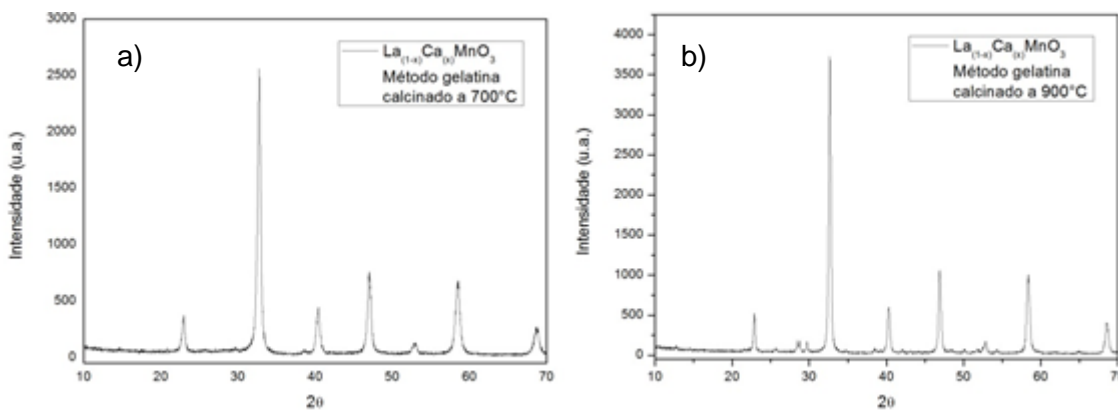 a)
La(1-x)Ca(x)MnO3
Método gelatina
calcinado a 700°C
Intensidade (u.a.)
3000
2500
2000
1500
1000
500
0
10 20 30 40 50 60 70
2θ
b)
La(1-x)Ca(x)MnO3
Método gelatina
calcinado a 900°C
Intensidade (u.a.)
4000
3500
3000
2500
2000
1500
1000
500
0
10 20 30 40 50 60 70
2θ